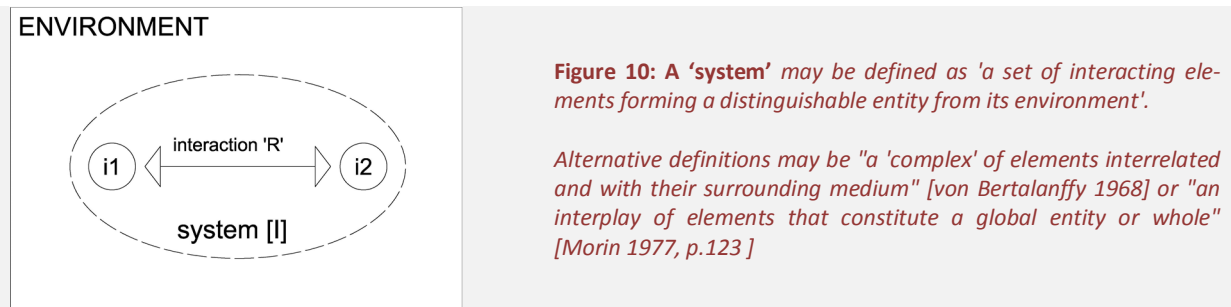 ENVIRONMENT
interaction 'R'
i1
i2
system [I]
Figure 10: A ‘system’ may be defined as 'a set of interacting ele-
ments forming a distinguishable entity from its environment'.
Alternative definitions may be "a 'complex' of elements interrelated
and with their surrounding medium" [von Bertalanffy 1968] or "an
interplay of elements that constitute a global entity or whole"
[Morin 1977, p.123 ]